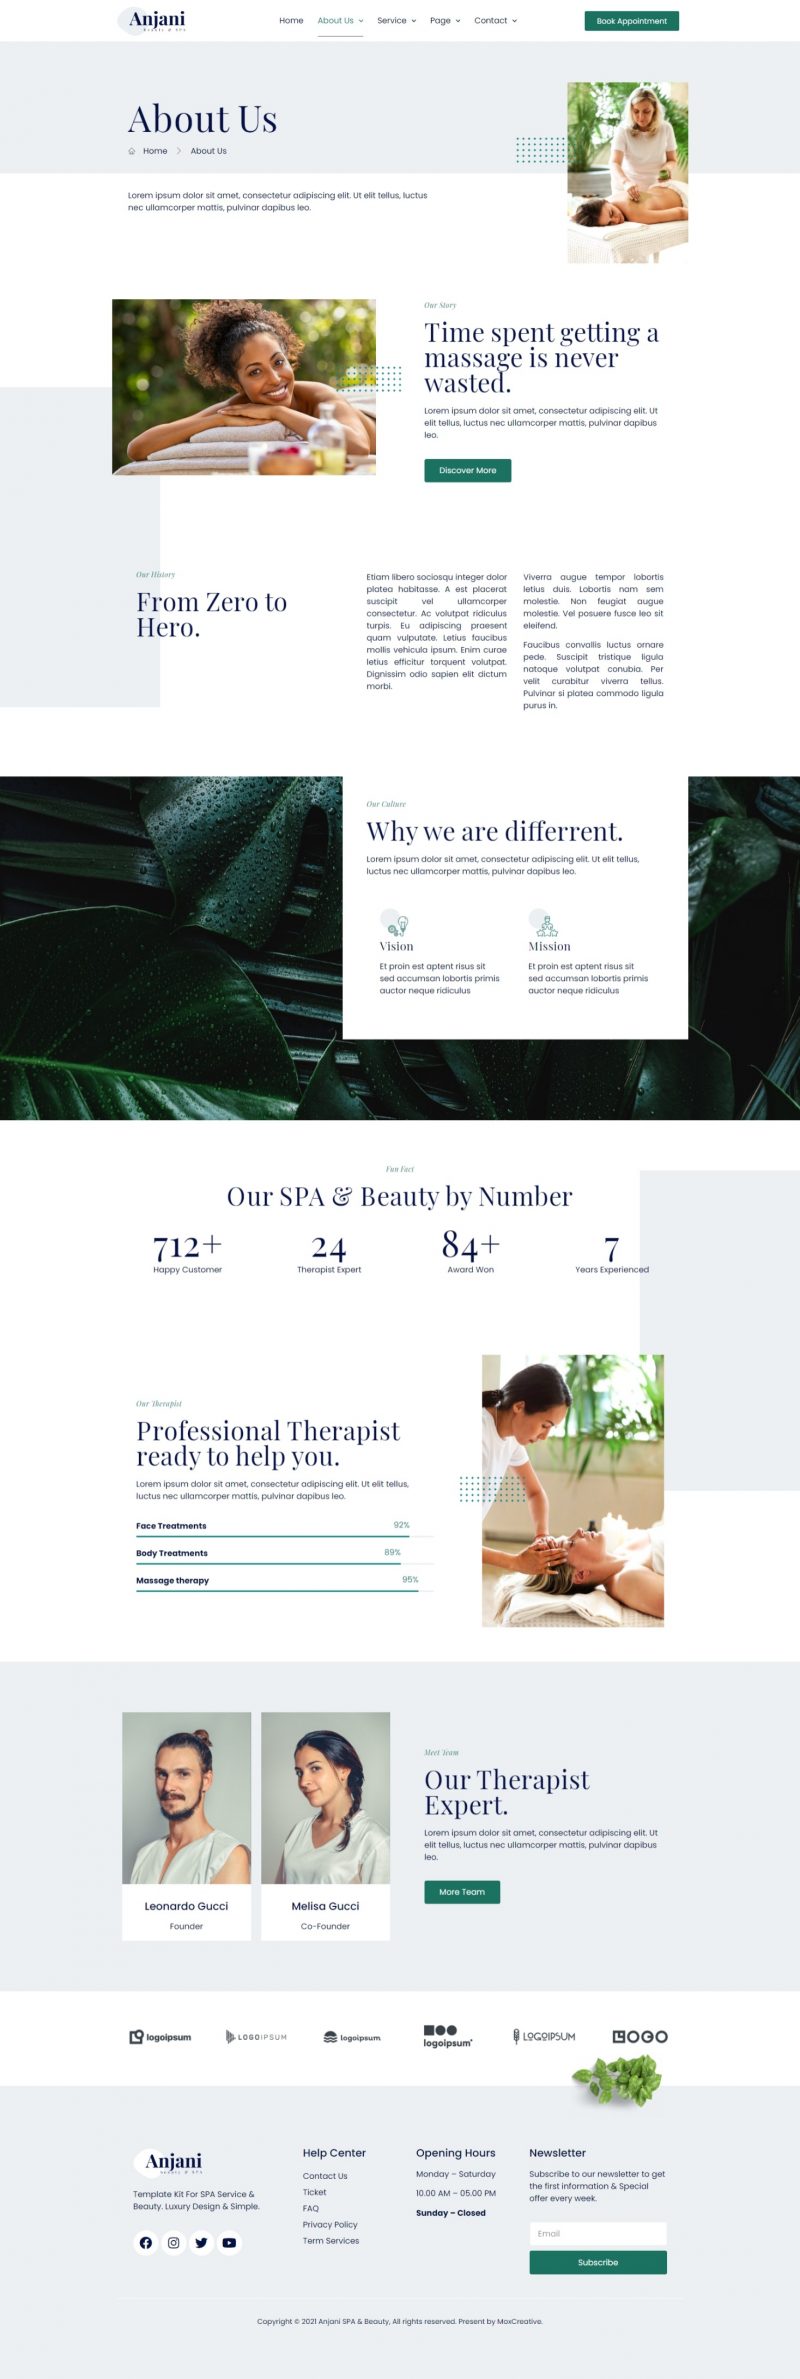 Anjani
Beauty & SPA
Home
About Us
Service
Page
Contact
Book Appointment
About Us
Home
About Us
Lorem ipsum dolor sit amet, consectetur adipiscing elit. Ut elit tellus, luctus
nec ullamcorper mattis, pulvinar dapibus leo.
Our Story
Time spent getting a
massage is never
wasted.
Lorem ipsum dolor sit amet, consectetur adipiscing elit. Ut
elit tellus, luctus nec ullamcorper mattis, pulvinar dapibus
leo.
Discover More
Our History
From Zero to
Hero.
Etiam libero sociosqu integer dolor
platea habitasse. A est placerat
suscipit vel ullamcorper
consectetur. Ac volutpat ridiculus
turpis. Eu adipiscing praesent
quam vulputate. Letius faucibus
mollis vehicula ipsum. Enim curae
letius efficitur torquent volutpat.
Dignissim odio sapien elit dictum
morbi.
Viverra augue tempor lobortis
letius duis. Lobortis nam sem
molestie. Non feugiat augue
molestie. Vel posuere fusce leo sit
eleifend.
Faucibus convallis luctus ornare
pede. Suscipit tristique ligula
natoque volutpat conubia. Per
velit curabitur viverra tellus.
Pulvinar si platea commodo ligula
purus in.
Our Culture
Why we are differrent.
Lorem ipsum dolor sit amet, consectetur adipiscing elit. Ut elit tellus,
luctus nec ullamcorper mattis, pulvinar dapibus leo.
Vision
Et proin est aptent risus sit
sed accumsan lobortis primis
auctor neque ridiculus
Mission
Et proin est aptent risus sit
sed accumsan lobortis primis
auctor neque ridiculus
Fun Fact
Our SPA & Beauty by Number
712+
Happy Customer
24
Therapist Expert
84+
Award Won
7
Years Experienced
Our Therapist
Professional Therapist
ready to help you.
Lorem ipsum dolor sit amet, consectetur adipiscing elit. Ut elit tellus,
luctus nec ullamcorper mattis, pulvinar dapibus leo.
Face Treatments 92%
Body Treatments 89%
Massage therapy 95%
Leonardo Gucci
Founder
Melisa Gucci
Co-Founder
Meet Team
Our Therapist
Expert.
Lorem ipsum dolor sit amet, consectetur adipiscing elit. Ut
elit tellus, luctus nec ullamcorper mattis, pulvinar dapibus
leo.
More Team
logoipsum
LOGOIPSUM
logoipsum
logoipsum
LOGOIPSUM
LOGO
Anjani
Beauty & SPA
Template Kit For SPA Service &
Beauty. Luxury Design & Simple.
Help Center
Contact Us
Ticket
FAQ
Privacy Policy
Term Services
Opening Hours
Monday – Saturday
10.00 AM – 05.00 PM
Sunday – Closed
Newsletter
Subscribe to our newsletter to get
the first information & Special
offer every week.
Email
Subscribe
Copyright © 2021 Anjani SPA & Beauty, All rights reserved. Present by MoxCreative.